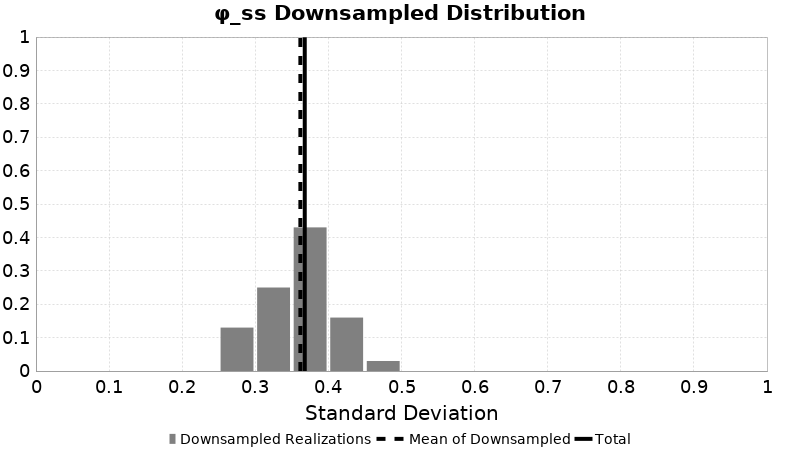 φ_ss Downsampled Distribution
1
0.9
0.8
0.7
0.6
0.5
0.4
0.3
0.2
0.1
0
0 0.1 0.2 0.3 0.4 0.5 0.6 0.7 0.8 0.9 1
Standard Deviation
Downsampled Realizations Mean of Downsampled Total